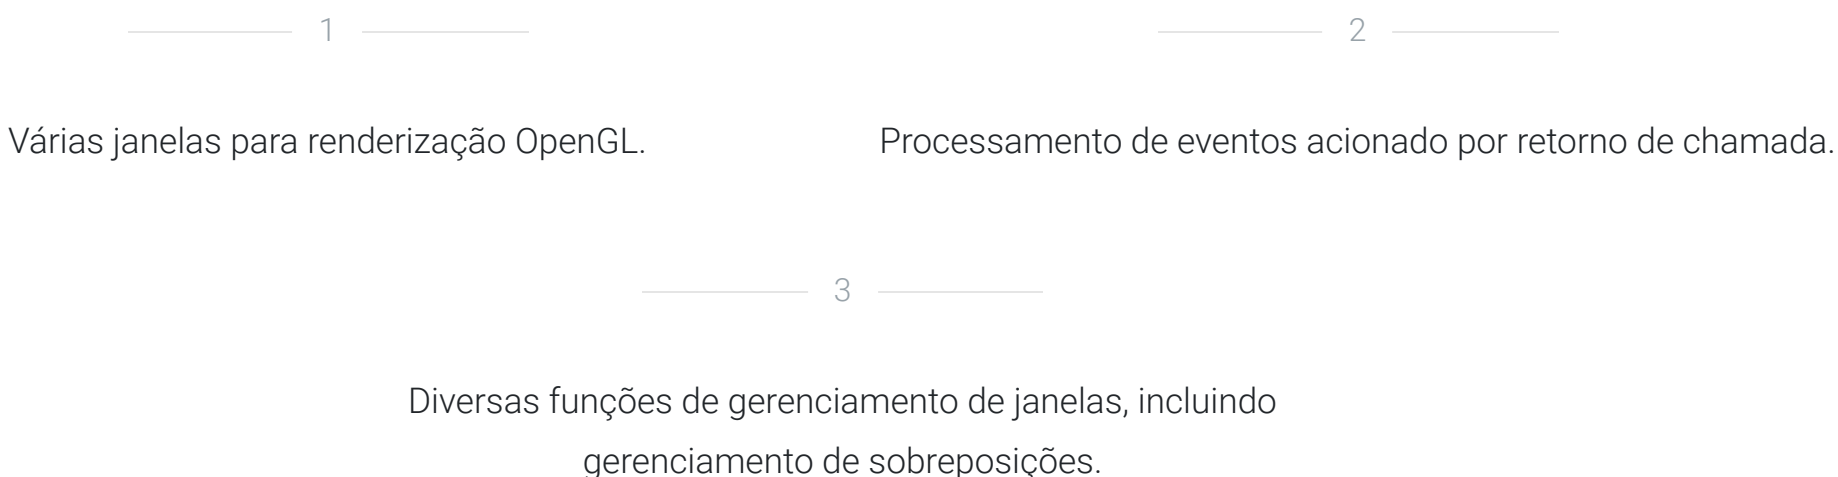 1
Várias janelas para renderização OpenGL.
2
Processamento de eventos acionado por retorno de chamada.
3
Diversas funções de gerenciamento de janelas, incluindo
gerenciamento de sobreposições.